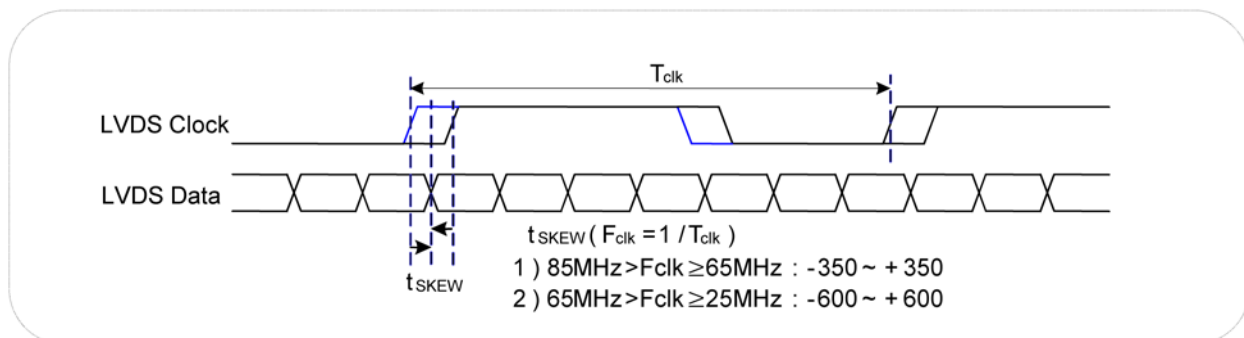 Tclk
LVDS Clock
LVDS Data
tSKEW
tSKEW ( Fclk = 1 / Tclk )
1 ) 85MHz>Fclk ≥65MHz : -350 ~ +350
2 ) 65MHz>Fclk ≥25MHz : -600 ~ +600